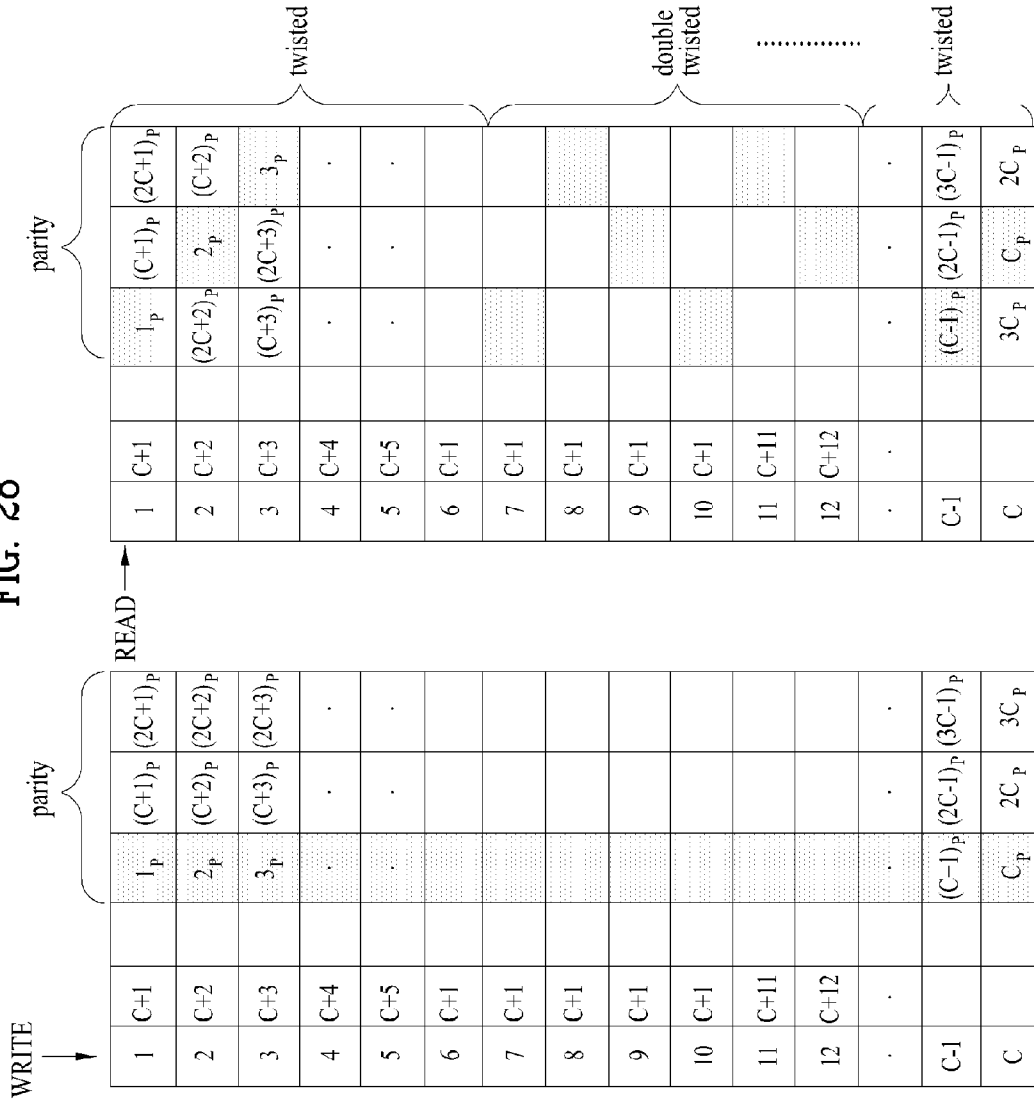 FIG. 28
WRITE
parity
1 C+1 (1)p (C+1)p (2C+1)p
2 C+2 2p (C+2)p (2C+2)p
3 C+3 3p (C+3)p (2C+3)p
4 C+4 . . .
5 C+5 . . .
6 C+1
7 C+1
8 C+1
9 C+1
10 C+1
11 C+11
12 C+12
. . . . .
C-1 (C-1)p (2C-1)p (3C-1)p
C Cp 2Cp 3Cp
READ
parity
1 C+1 1p (C+1)p (2C+1)p
2 C+2 (2C+2)p 2p (C+2)p
3 C+3 (C+3)p (2C+3)p 3p
4 C+4 . . .
5 C+5 . . .
6 C+1
twisted
7 C+1
8 C+1
9 C+1
10 C+1
11 C+11
12 C+12
double
twisted
. . . . .
C-1 (C-1)p (2C-1)p (3C-1)p
C 3Cp Cp 2Cp
twisted